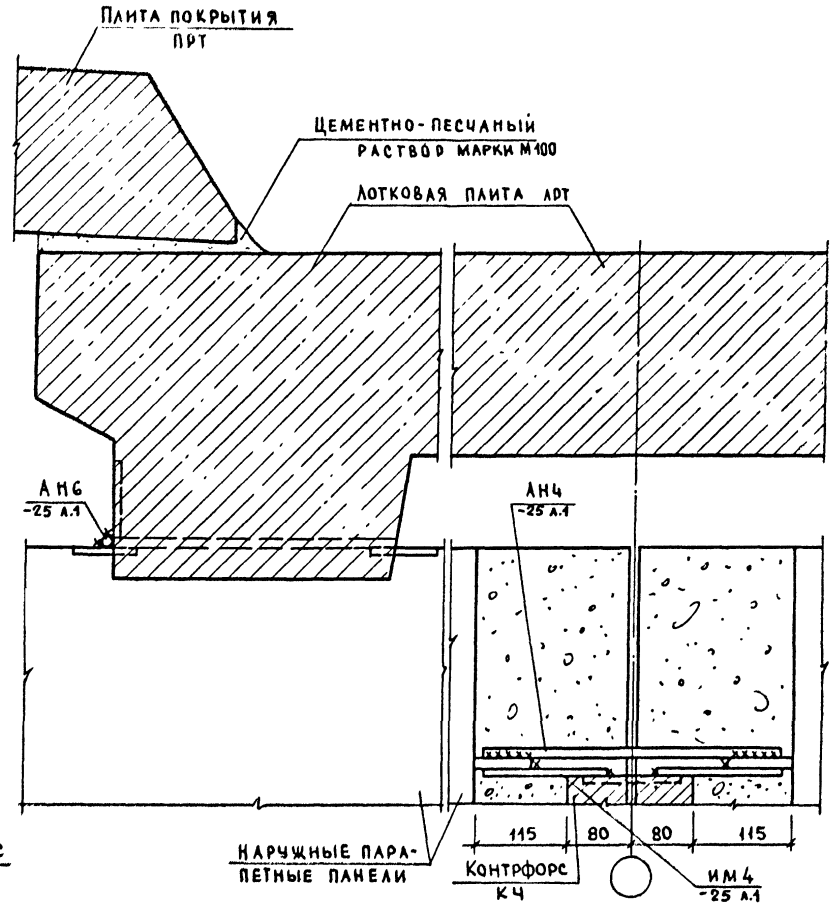 ПЛИТА ПОКРЫТИЯ
ПРТ
ЦЕМЕНТНО-ПЕСЧАНЫЙ
РАСТВОР МАРКИ М100
ЛОТКОВАЯ ПЛИТА ЛРТ
АН6
-25 А.1
АН4
-25 А.1
115 80 80 115
НАРУЖНЫЕ ПАРА-
ПЕТНЫЕ ПАНЕЛИ
КОНТРФОРС
К4
ИМ4
-25 А.1